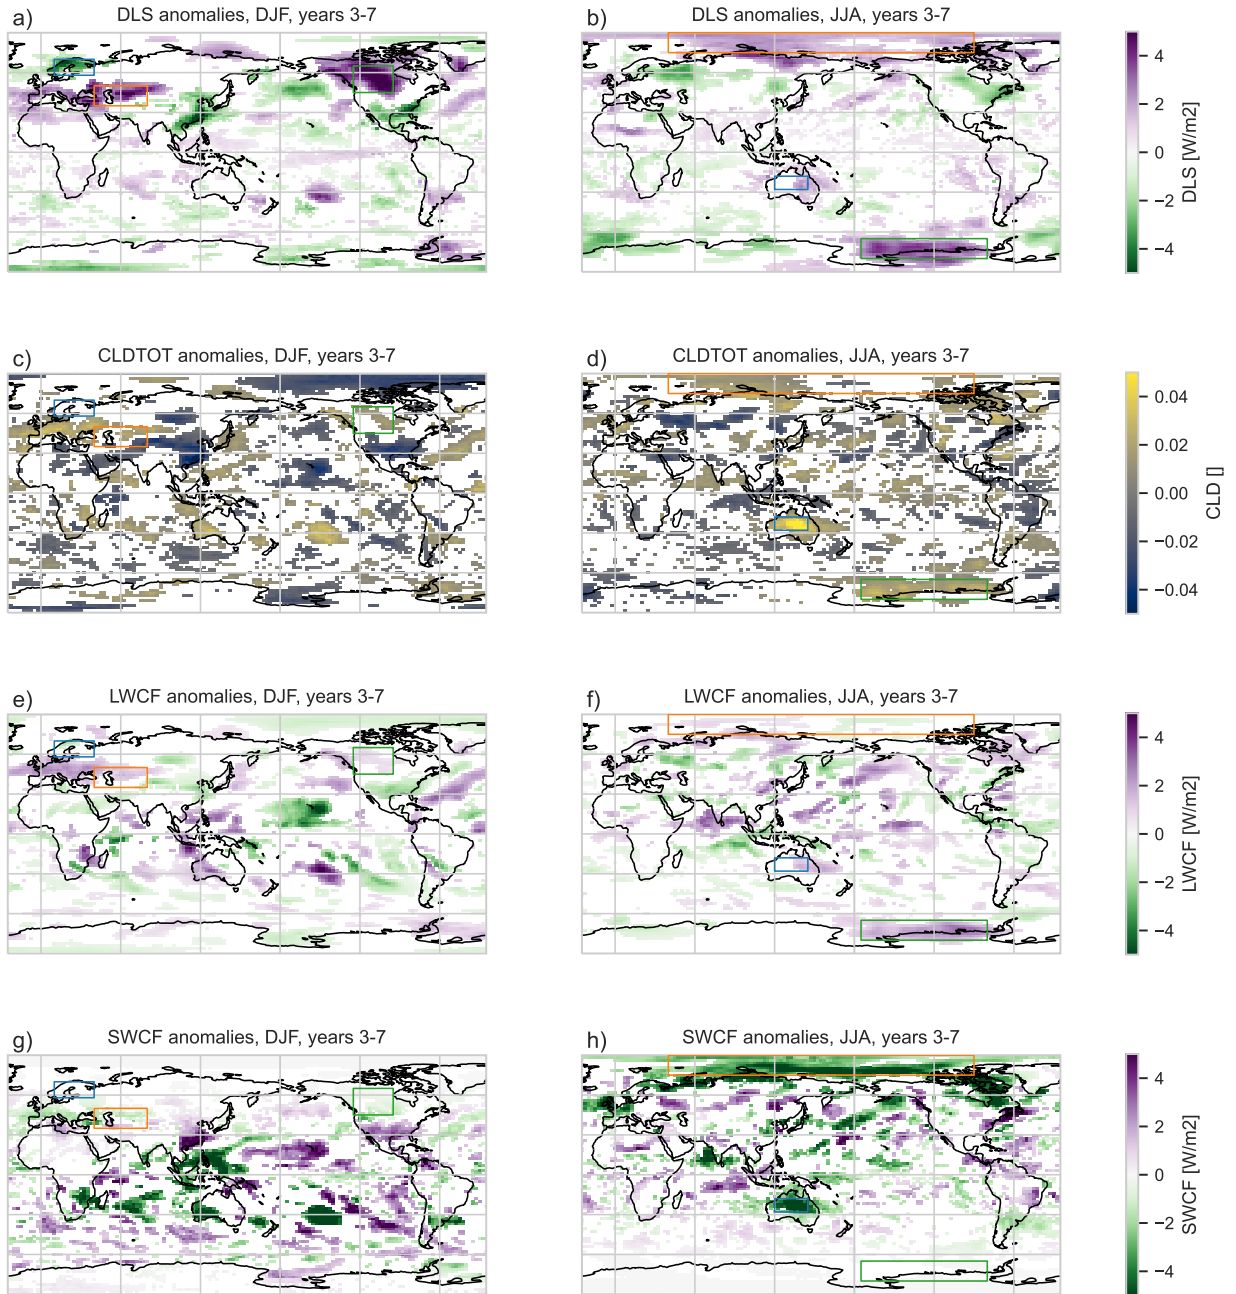 a) DLS anomalies, DJF, years 3-7
b) DLS anomalies, JJA, years 3-7
4
2
0
−2
−4
DLS [W/m2]
c) CLDTOT anomalies, DJF, years 3-7
d) CLDTOT anomalies, JJA, years 3-7
0.04
0.02
0.00
−0.02
−0.04
CLD []
e) LWCF anomalies, DJF, years 3-7
f) LWCF anomalies, JJA, years 3-7
4
2
0
−2
−4
LWCF [W/m2]
g) SWCF anomalies, DJF, years 3-7
h) SWCF anomalies, JJA, years 3-7
4
2
0
−2
−4
SWCF [W/m2]